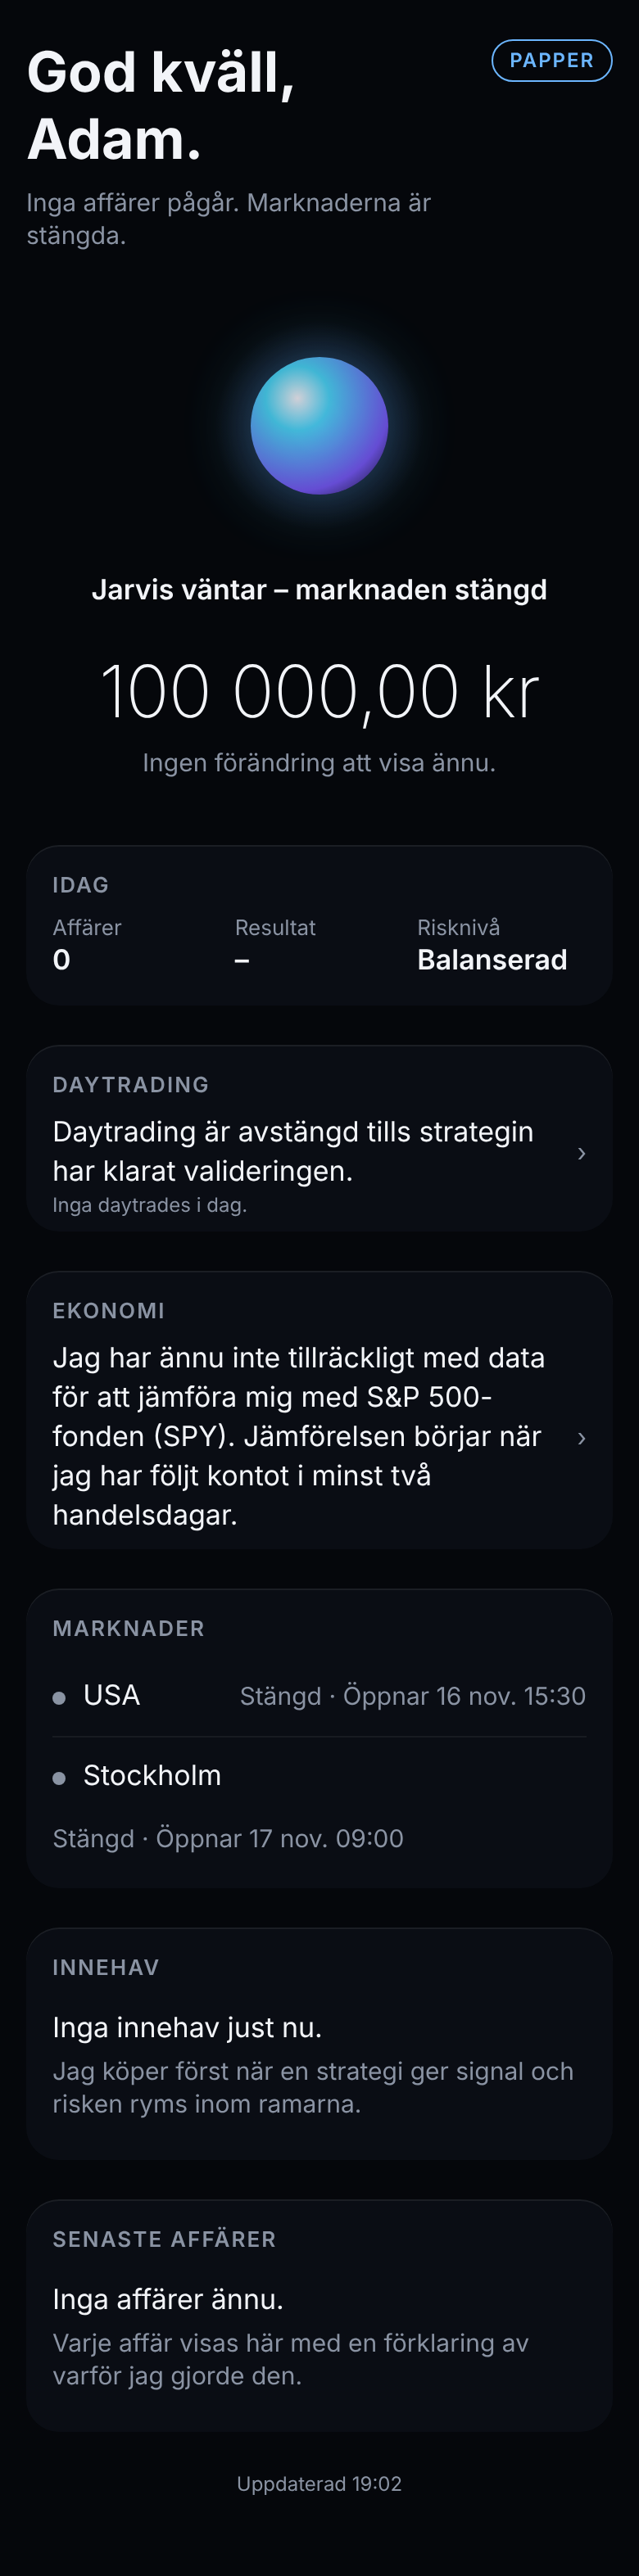 God kväll,
Adam.
PAPPER
Inga affärer pågår. Marknaderna är
stängda.
Jarvis väntar – marknaden stängd
100 000,00 kr
Ingen förändring att visa ännu.
IDAG
Affärer
0
Resultat
–
Risknivå
Balanserad
DAYTRADING
Daytrading är avstängd tills strategin
har klarat valideringen.
Inga daytrades i dag.
›
EKONOMI
Jag har ännu inte tillräckligt med data
för att jämföra mig med S&P 500-
fonden (SPY). Jämförelsen börjar när
jag har följt kontot i minst två
handelsdagar.
›
MARKNADER
USA
Stängd · Öppnar 16 nov. 15:30
Stockholm
Stängd · Öppnar 17 nov. 09:00
INNEHAV
Inga innehav just nu.
Jag köper först när en strategi ger signal och
risken ryms inom ramarna.
SENASTE AFFÄRER
Inga affärer ännu.
Varje affär visas här med en förklaring av
varför jag gjorde den.
Uppdaterad 19:02